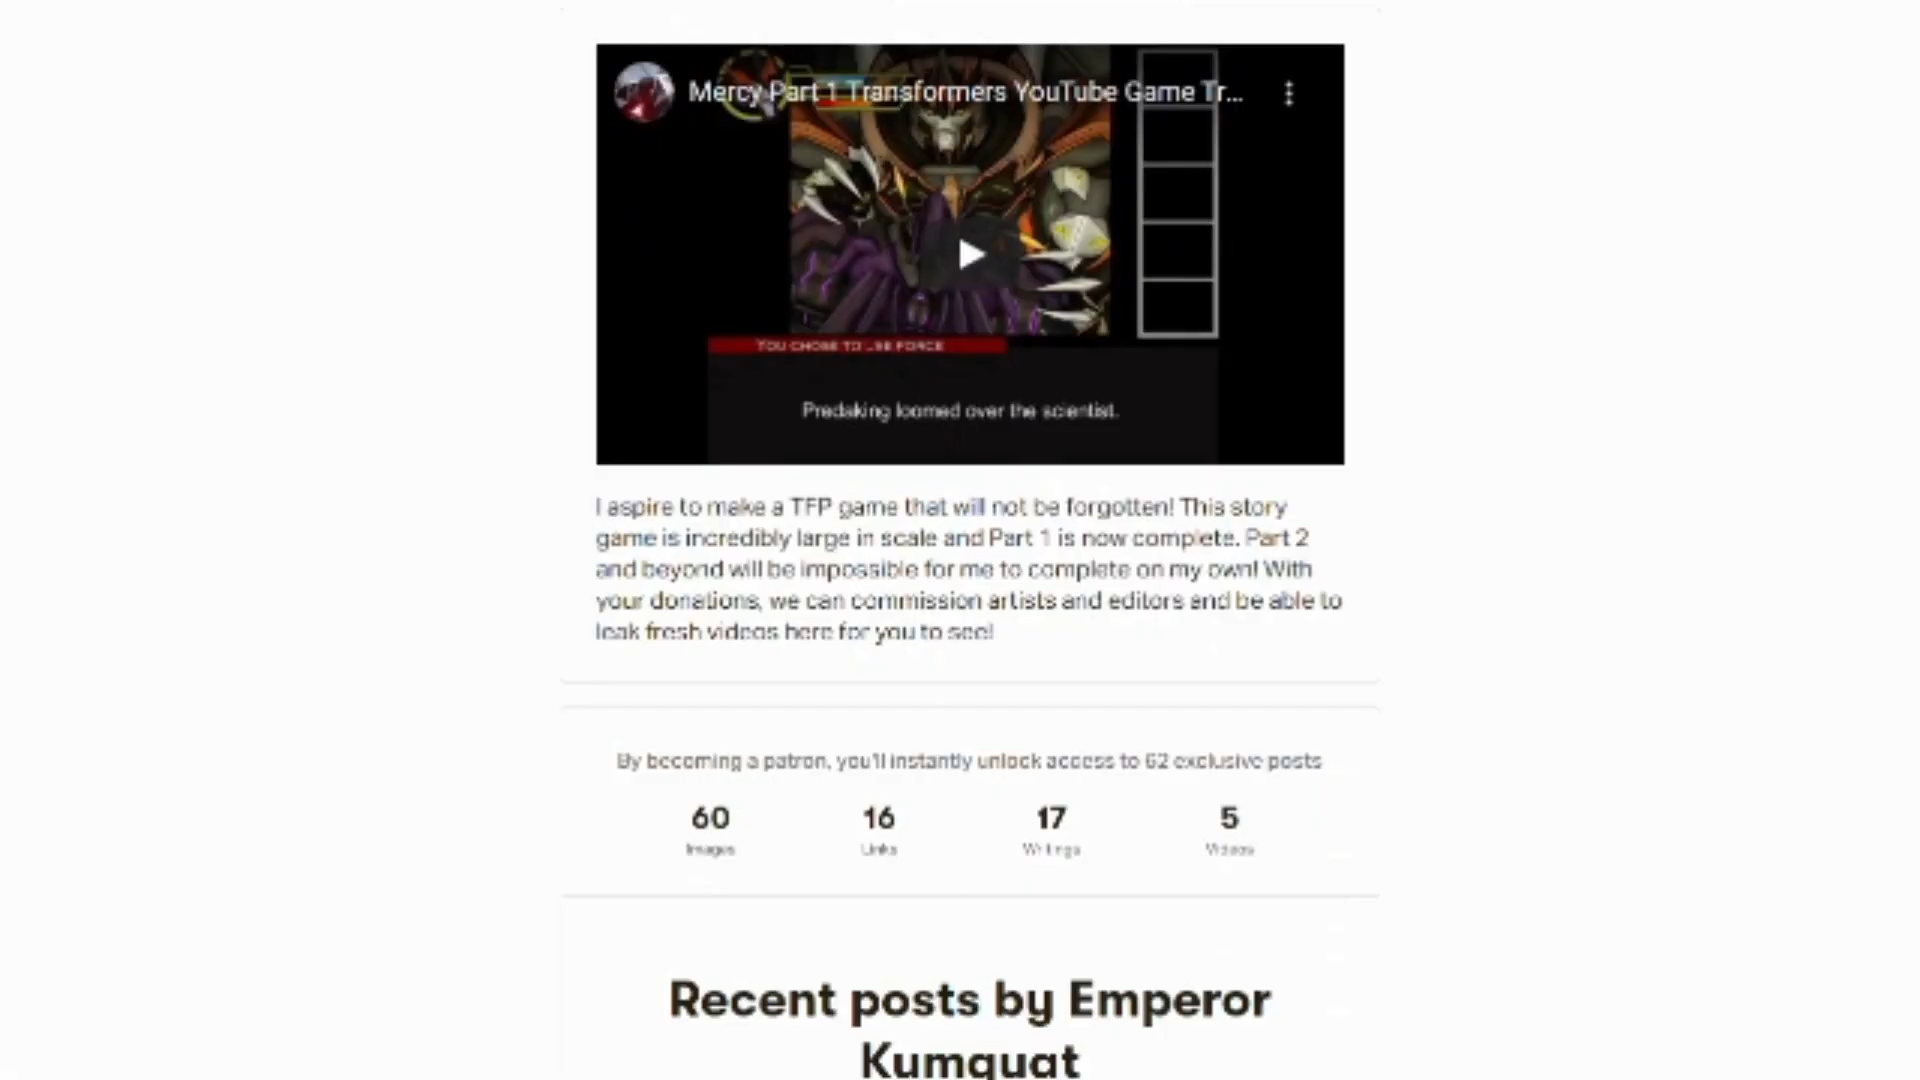 Mercy Part 1 Transformers YouTube Game Tr...
YOU CHOSE TO USE FORCE
Predaking loomed over the scientist.
I aspire to make a TFP game that will not be forgotten! This story
game is incredibly large in scale and Part 1 is now complete. Part 2
and beyond will be impossible for me to complete on my own! With
your donations, we can commission artists and editors and be able to
leak fresh videos here for you to see!
By becoming a patron, you'll instantly unlock access to 62 exclusive posts
60 16 17 5
Images Links Writings Videos
Recent posts by Emperor
Kumquat